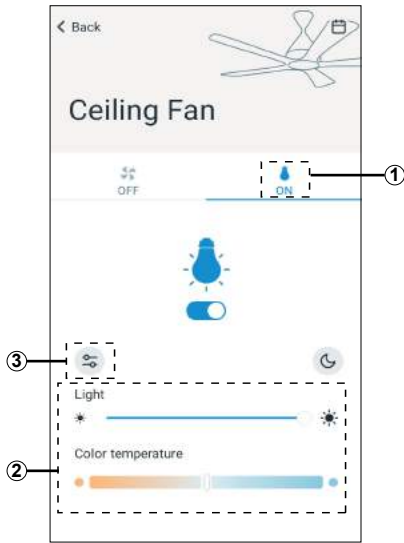 Back
Ceiling Fan
OFF
ON
1
3
Light
2
Color temperature